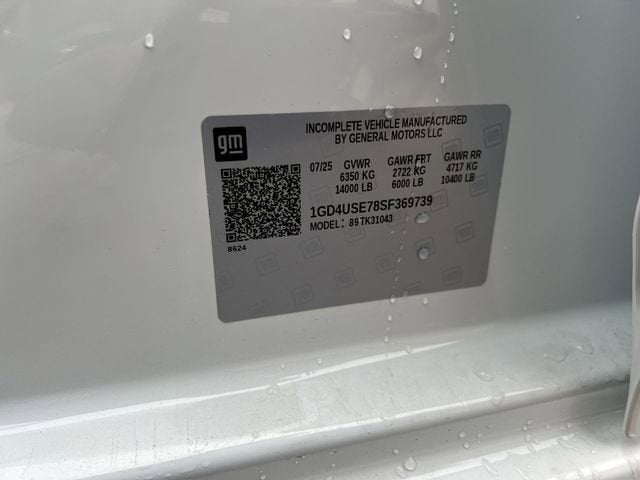 gm
INCOMPLETE VEHICLE MANUFACTURED
BY GENERAL MOTORS LLC
07/25 GVWR GAWR FRT GAWR RR
6350 KG 2722 KG 4717 KG
14000 LB 6000 LB 10400 LB
1GD4USE78SF369739
MODEL: 89 TK31043
8624